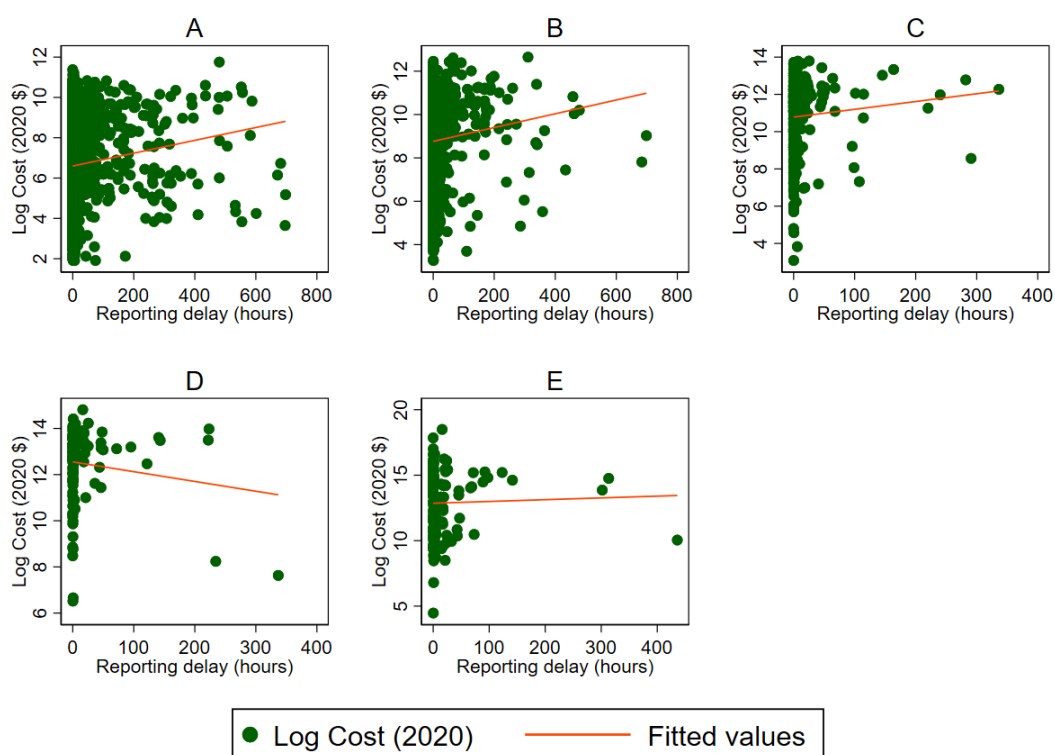 A
Log Cost (2020 $)
12
10
8
6
4
2
0 200 400 600 800
Reporting delay (hours)
B
Log Cost (2020 $)
12
10
8
6
4
0 200 400 600 800
Reporting delay (hours)
C
Log Cost (2020 $)
14
12
10
8
6
4
0 100 200 300 400
Reporting delay (hours)
D
Log Cost (2020 $)
14
12
10
8
6
0 100 200 300 400
Reporting delay (hours)
E
Log Cost (2020 $)
20
15
10
5
0 100 200 300 400
Reporting delay (hours)
Log Cost (2020) Fitted values